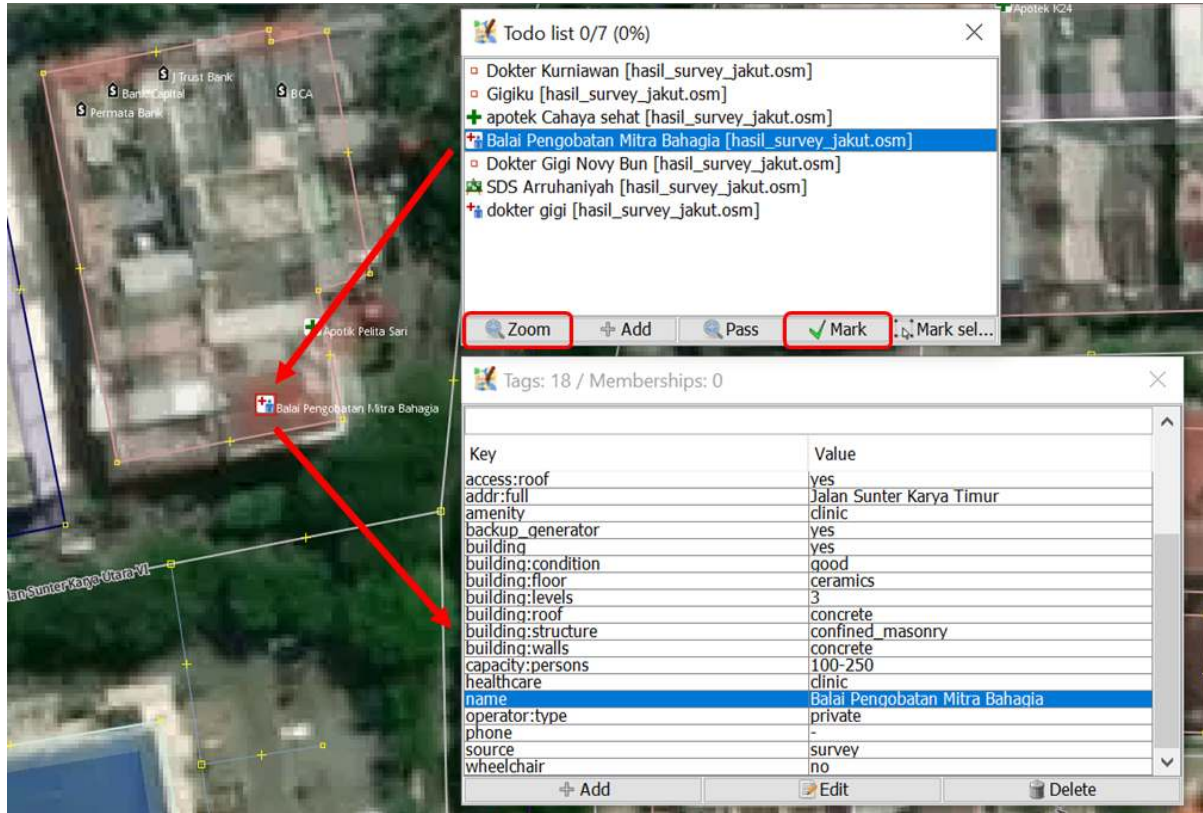 Apotek K24
J Trust Bank
Bank Capital
BCA
Permata Bank
Apotik Pelita Sari
Balai Pengobatan Mitra Bahagia
lan Sunter Karya Utara VI
Todo list 0/7 (0%)
Dokter Kurniawan [hasil_survey_jakut.osm]
Gigiku [hasil_survey_jakut.osm]
apotek Cahaya sehat [hasil_survey_jakut.osm]
Balai Pengobatan Mitra Bahagia [hasil_survey_jakut.osm]
Dokter Gigi Novy Bun [hasil_survey_jakut.osm]
SDS Arruhaniyah [hasil_survey_jakut.osm]
dokter gigi [hasil_survey_jakut.osm]
Zoom Add Pass Mark Mark sel...
Tags: 18 / Memberships: 0
Key Value
access:roof yes
addr:full Jalan Sunter Karya Timur
amenity clinic
backup_generator yes
building yes
building:condition good
building:floor ceramics
building:levels 3
building:roof concrete
building:structure confined_masonry
building:walls concrete
capacity:persons 100-250
healthcare clinic
name Balai Pengobatan Mitra Bahagia
operator:type private
phone -
source survey
wheelchair no
Add Edit Delete